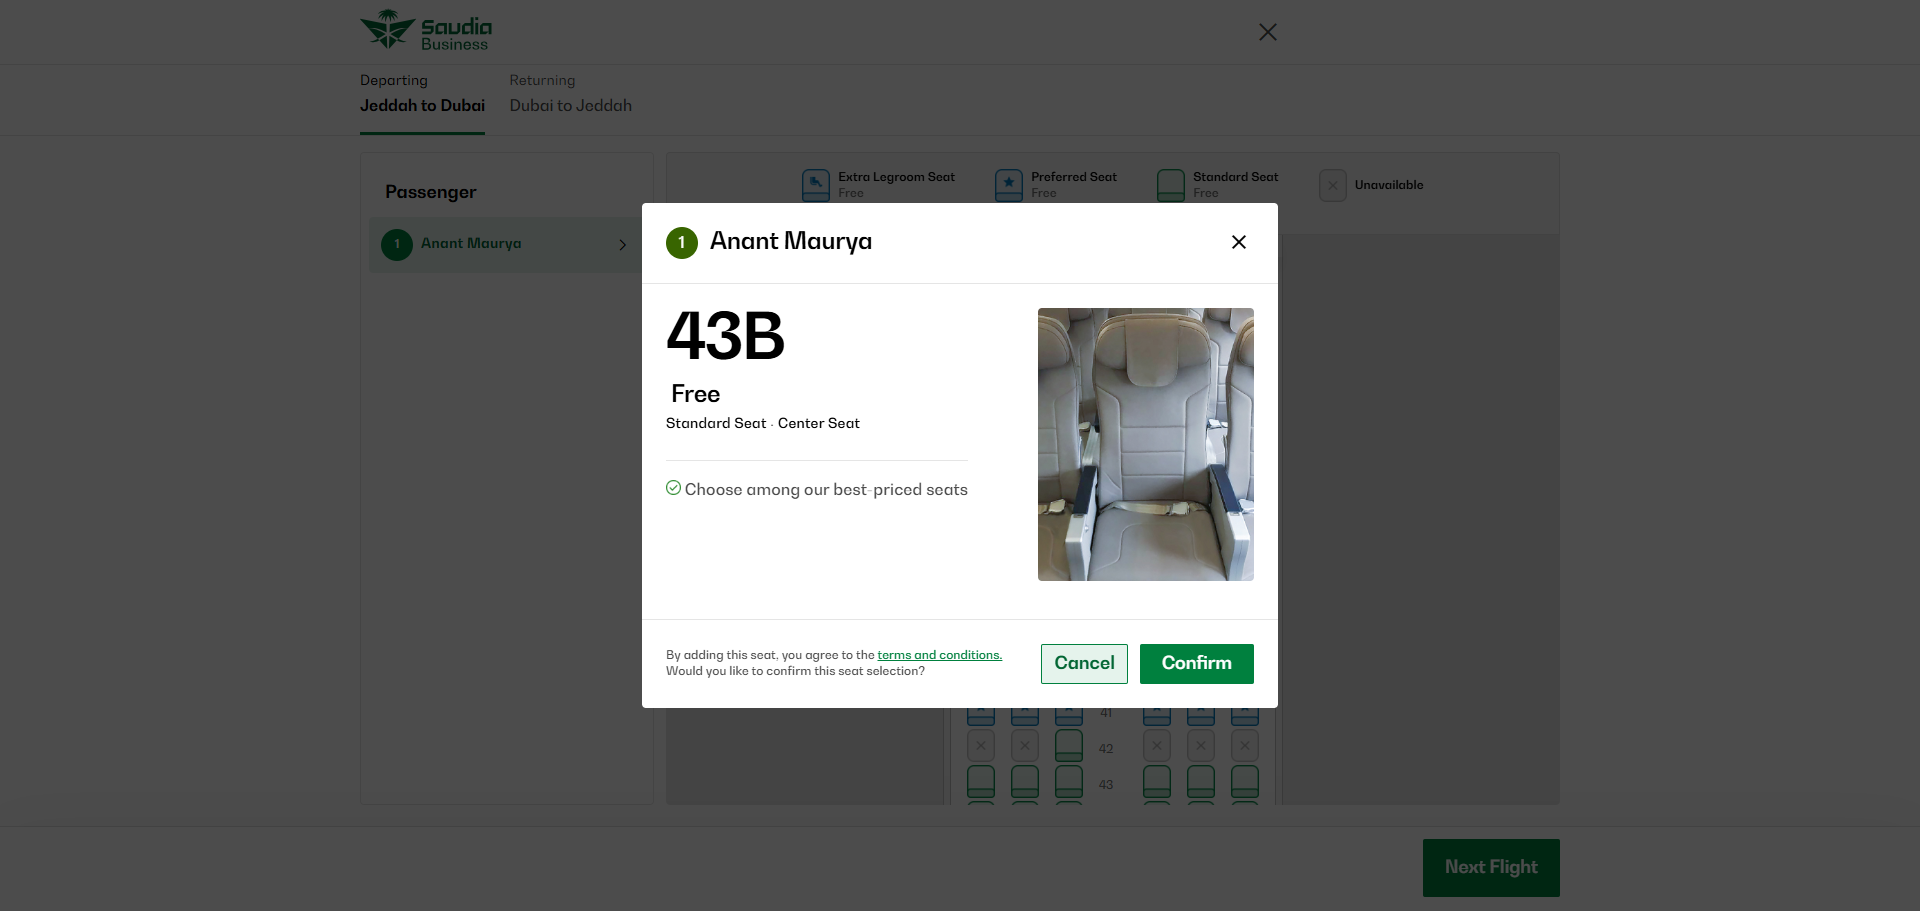 Saudia
Business
Departing
Jeddah to Dubai
Returning
Dubai to Jeddah
Passenger
1 Anant Maurya
Extra Legroom Seat
Free
Preferred Seat
Free
Standard Seat
Free
Unavailable
1 Anant Maurya
43B
Free
Standard Seat · Center Seat
Choose among our best-priced seats
By adding this seat, you agree to the terms and conditions.
Would you like to confirm this seat selection?
Cancel
Confirm
41
42
43
Next Flight